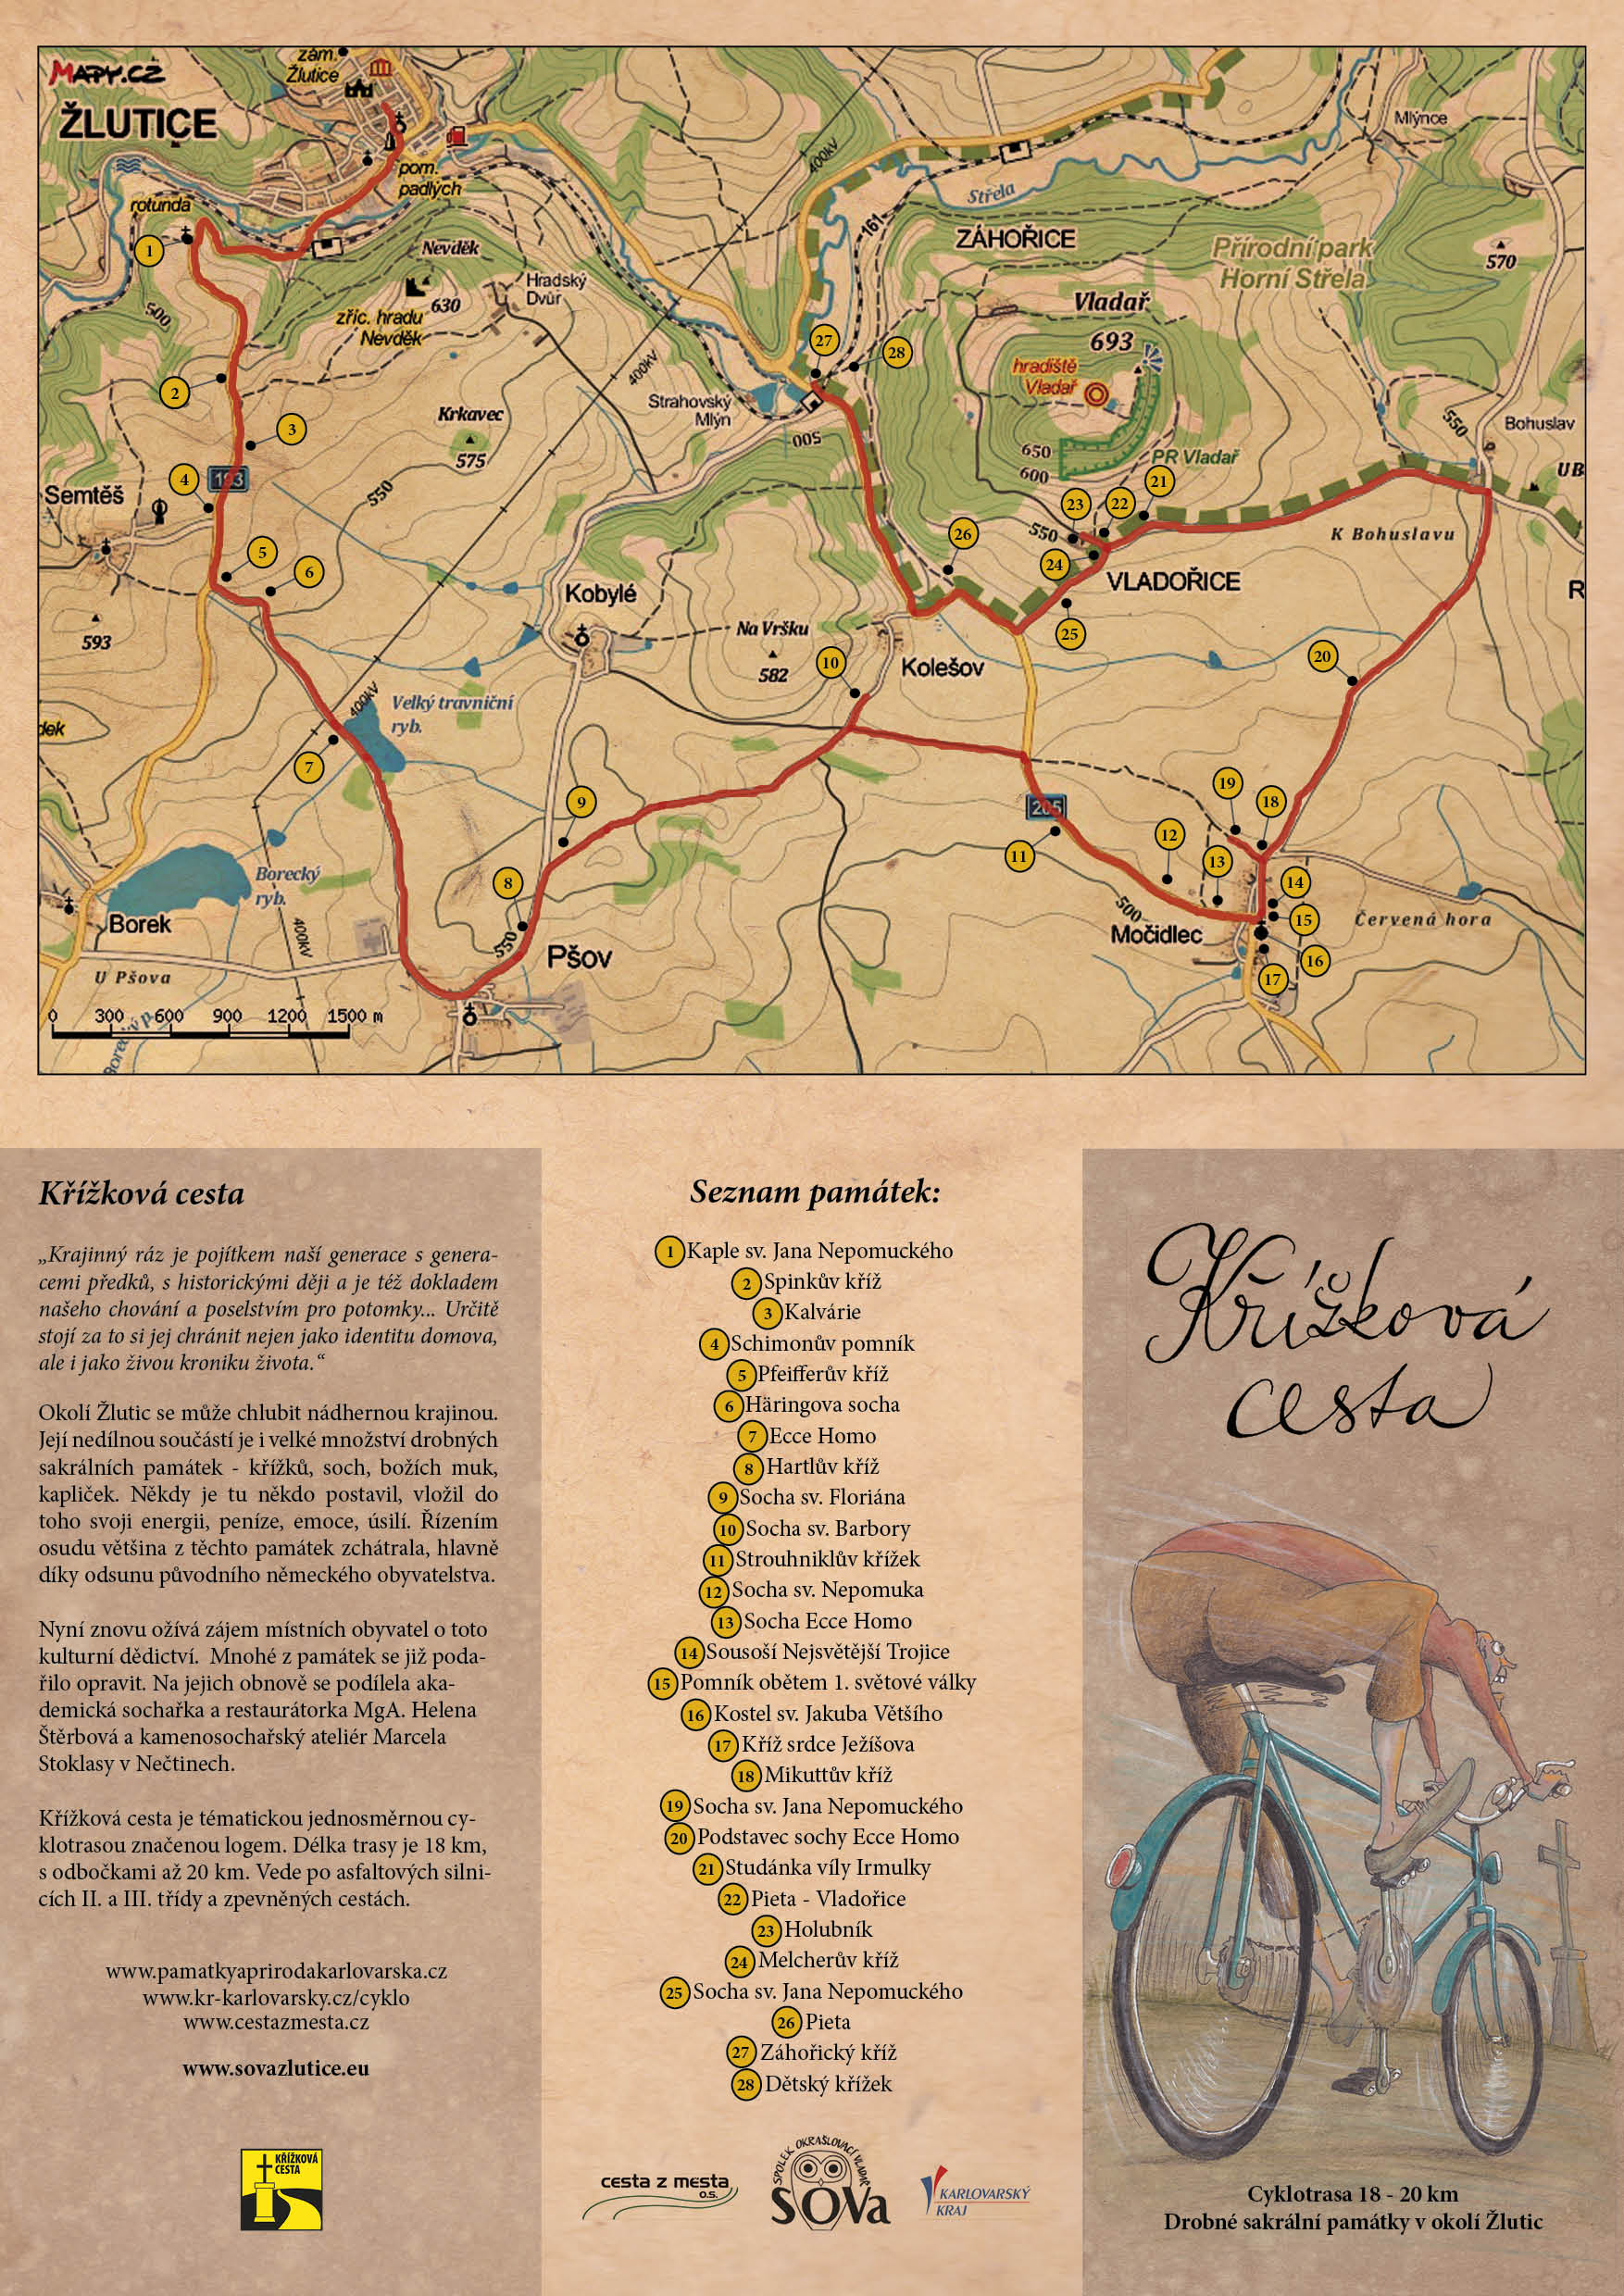 MAPY.CZ
ŽLUTICE
zám.
Žlutice
pom.
padlých
rotunda
1
Nevděk
630
zříc. hradu
Nevděk
Hradský
Dvůr
500
400kV
400kV
161
Střela
Mlýnce
ZÁHOŘICE
Přírodní park
Horní Střela
570
Vladař
693
hradiště
Vladař
650
600
PR Vladař
27
28
2
3
Krkavec
575
Strahovský
Mlýn
500
550
Bohuslav
4
193
Semtěš
550
21
22
23
UB
5
6
26
550
24
K Bohuslavu
VLADOŘICE
R
Kobylé
593
Na Vršku
582
25
10
Kolešov
20
400kV
Velký travniční
ryb.
dek
7
9
19
18
205
11
12
13
Borecký
ryb.
8
14
500
Borek
400kV
550
Pšov
Močidlec
15
Červená hora
16
17
U Pšova
0 300 600 900 1200 1500 m
Křížková cesta
„Krajinný ráz je pojítkem naší generace s genera-
cemi předků, s historickými ději a je též dokladem
našeho chování a poselstvím pro potomky... Určitě
stojí za to si jej chránit nejen jako identitu domova,
ale i jako živou kroniku života.“
Okolí Žlutic se může chlubit nádhernou krajinou.
Její nedílnou součástí je i velké množství drobných
sakrálních památek - křížků, soch, božích muk,
kapliček. Někdy je tu někdo postavil, vložil do
toho svoji energii, peníze, emoce, úsilí. Řízením
osudu většina z těchto památek zchátrala, hlavně
díky odsunu původního německého obyvatelstva.
Nyní znovu ožívá zájem místních obyvatel o toto
kulturní dědictví. Mnohé z památek se již poda-
řilo opravit. Na jejich obnově se podílela aka-
demická sochařka a restaurátorka MgA. Helena
Štěrbová a kamenosochařský ateliér Marcela
Stoklasy v Nečtinech.
Křížková cesta je tématickou jednosměrnou cy-
klotrasou značenou logem. Délka trasy je 18 km,
s odbočkami až 20 km. Vede po asfaltových silni-
cích II. a III. třídy a zpevněných cestách.
www.pamatkyaprirodakarlovarska.cz
www.kr-karlovarsky.cz/cyklo
www.cestazmesta.cz
www.sovazlutice.eu
KŘÍŽKOVÁ
CESTA
Seznam památek:
1 Kaple sv. Jana Nepomuckého
2 Spinkův kříž
3 Kalvárie
4 Schimonův pomník
5 Pfeifferův kříž
6 Häringova socha
7 Ecce Homo
8 Hartlův kříž
9 Socha sv. Floriána
10 Socha sv. Barbory
11 Strouhniklův křížek
12 Socha sv. Nepomuka
13 Socha Ecce Homo
14 Sousoší Nejsvětější Trojice
15 Pomník obětem 1. světové války
16 Kostel sv. Jakuba Většího
17 Kříž srdce Ježíšova
18 Mikuttův kříž
19 Socha sv. Jana Nepomuckého
20 Podstavec sochy Ecce Homo
21 Studánka víly Irmulky
22 Pieta - Vladořice
23 Holubník
24 Melcherův kříž
25 Socha sv. Jana Nepomuckého
26 Pieta
27 Záhořický kříž
28 Dětský křížek
cesta z mesta
o.s.
SPOLEK OKRAŠLOVACÍ VLADAŘ
SOVa
KARLOVARSKÝ
KRAJ
Křížková
cesta
Cyklotrasa 18 - 20 km
Drobné sakrální památky v okolí Žlutic